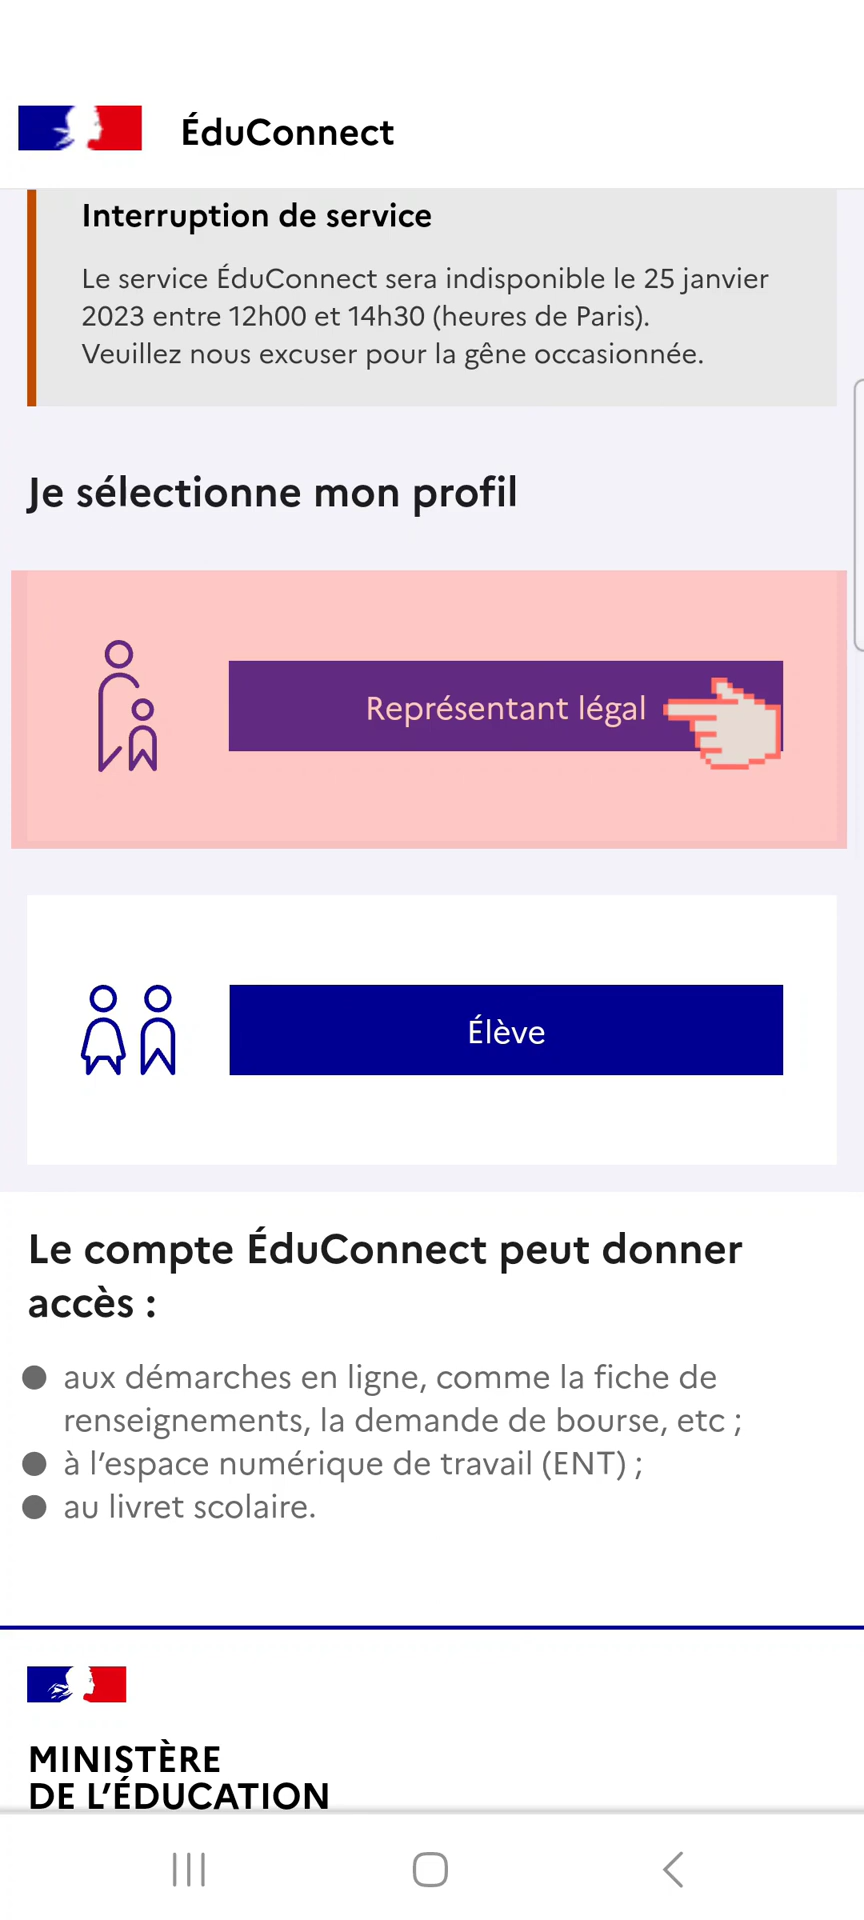 ÉduConnect
Interruption de service
Le service ÉduConnect sera indisponible le 25 janvier
2023 entre 12h00 et 14h30 (heures de Paris).
Veuillez nous excuser pour la gêne occasionnée.
Je sélectionne mon profil
Représentant légal
Élève
Le compte ÉduConnect peut donner
accès :
aux démarches en ligne, comme la fiche de
renseignements, la demande de bourse, etc ;
à l’espace numérique de travail (ENT) ;
au livret scolaire.
MINISTÈRE
DE L’ÉDUCATION